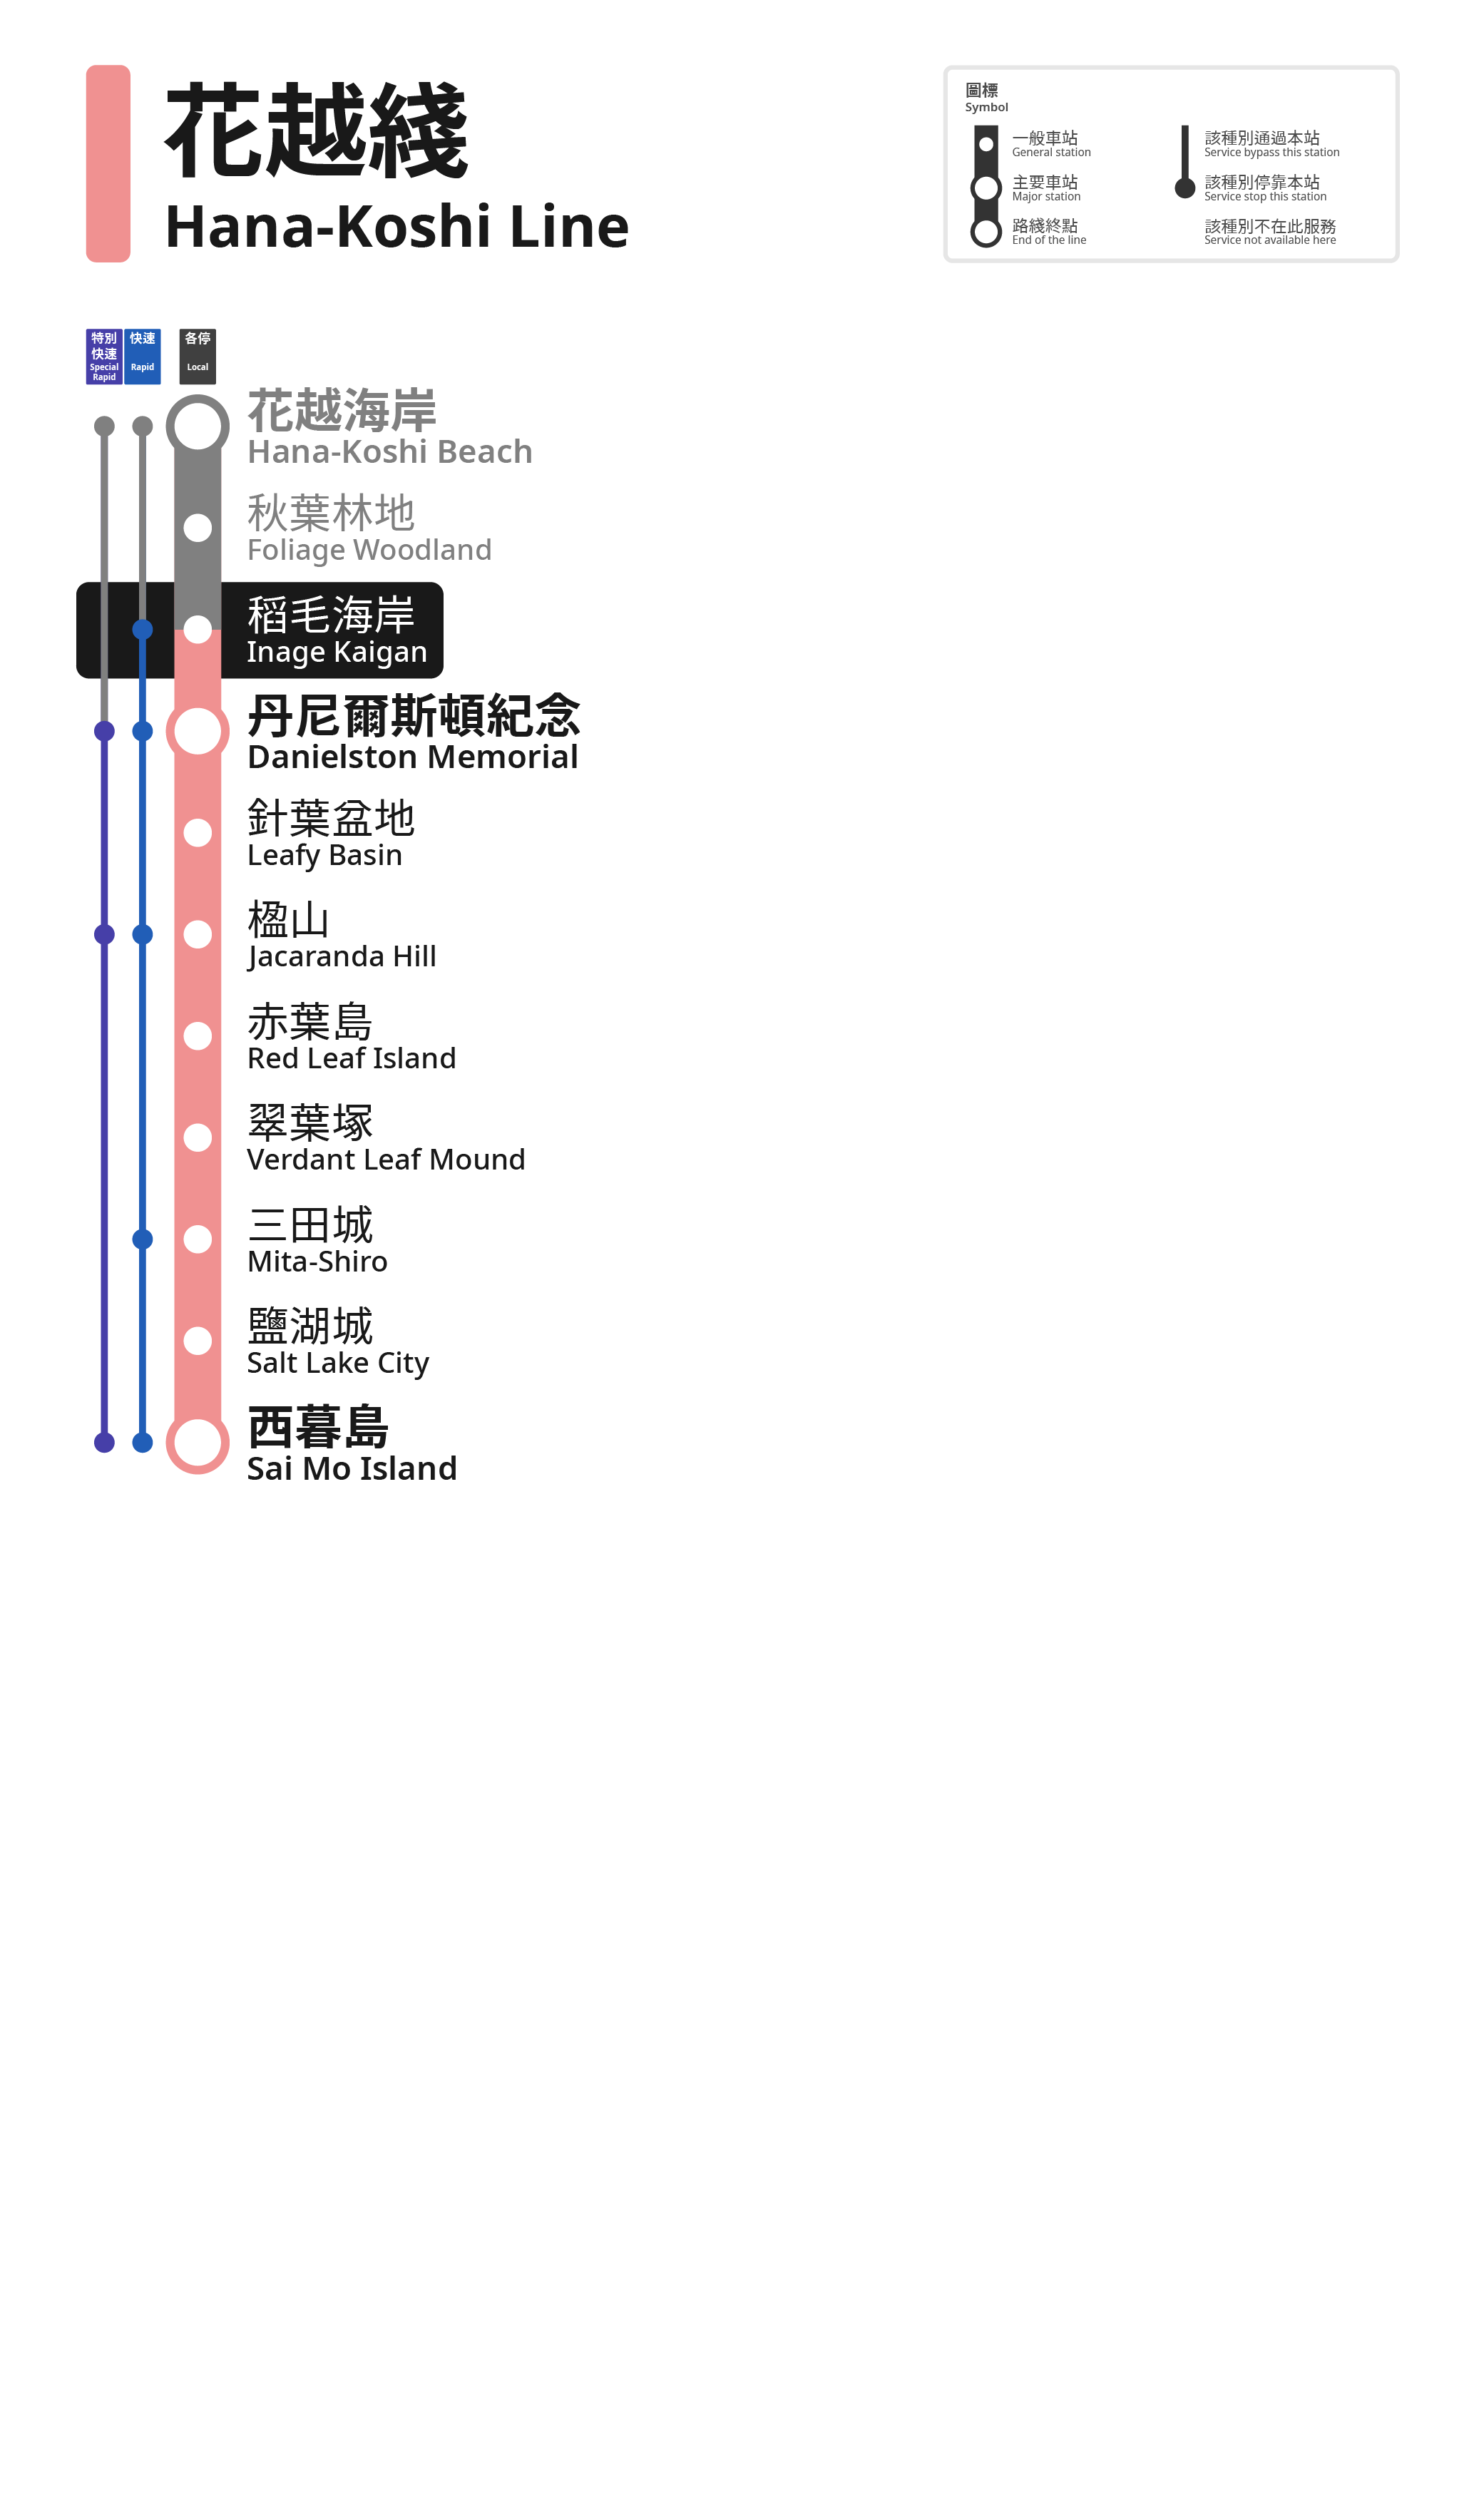 花越綫
Hana-Koshi Line
圖標
Symbol
一般車站
General station
主要車站
Major station
路綫終點
End of the line
該種別通過本站
Service bypass this station
該種別停靠本站
Service stop this station
該種別不在此服務
Service not available here
特別
快速
Special
Rapid
快速
Rapid
各停
Local
花越海岸
Hana-Koshi Beach
秋葉林地
Foliage Woodland
稻毛海岸
Inage Kaigan
丹尼爾斯頓紀念
Danielston Memorial
針葉盆地
Leafy Basin
楹山
Jacaranda Hill
赤葉島
Red Leaf Island
翠葉塚
Verdant Leaf Mound
三田城
Mita-Shiro
鹽湖城
Salt Lake City
西暮島
Sai Mo Island